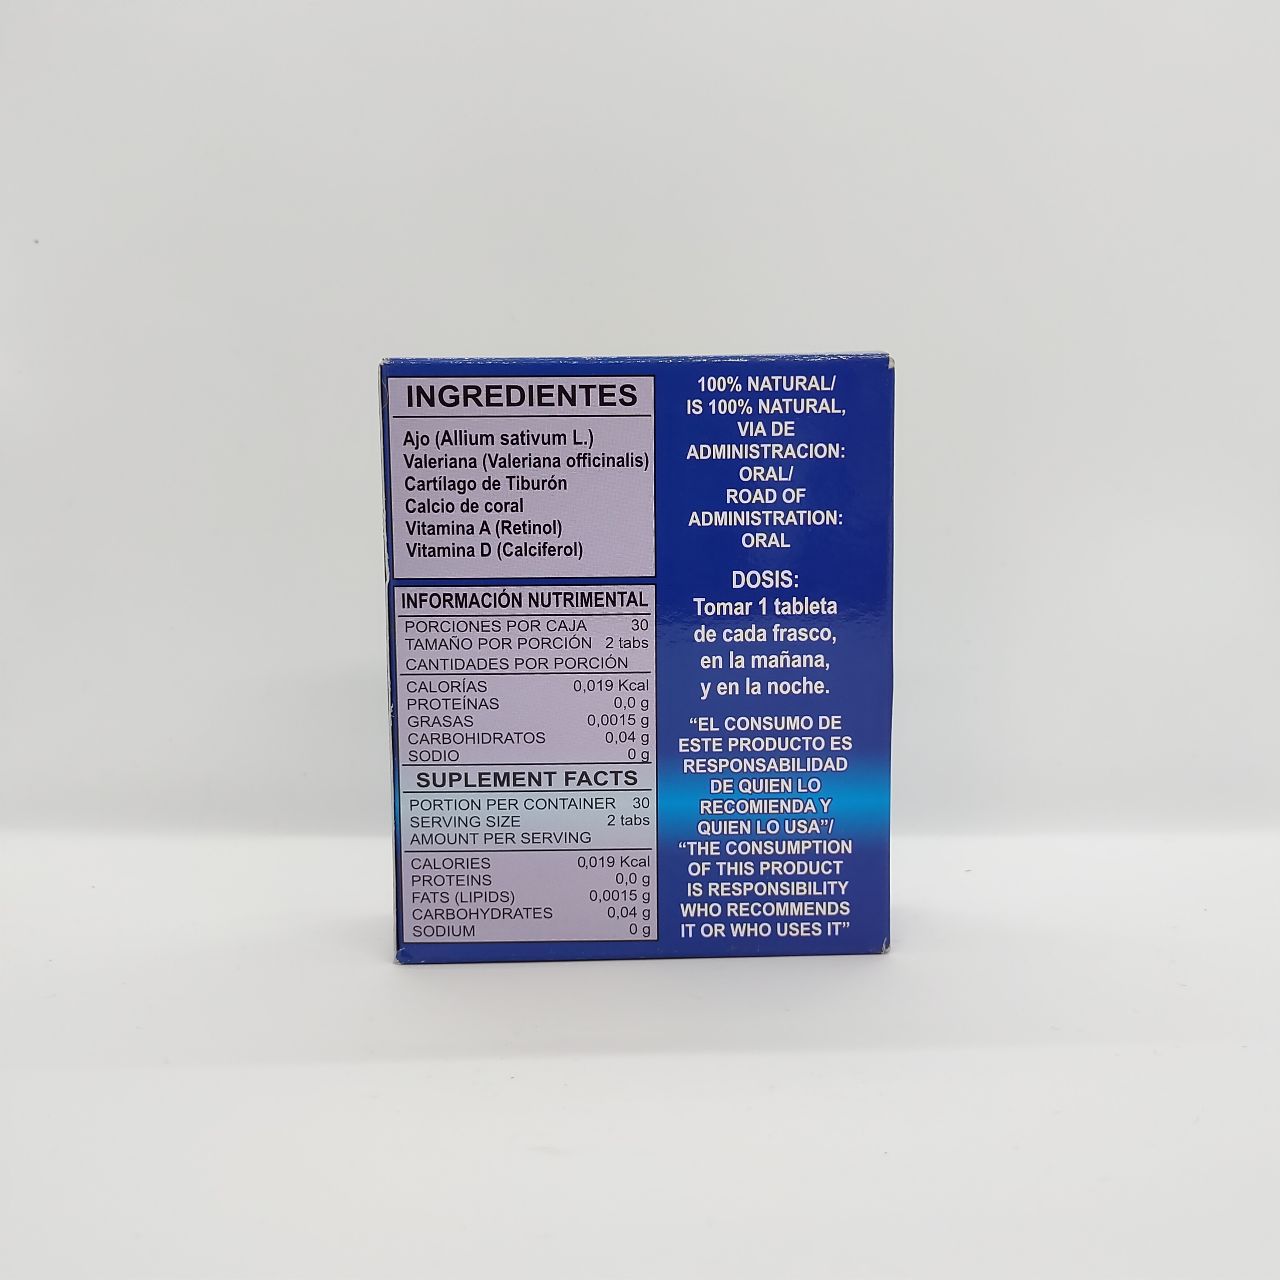 INGREDIENTES
Ajo (Allium sativum L.)
Valeriana (Valeriana officinalis)
Cartílago de Tiburón
Calcio de coral
Vitamina A (Retinol)
Vitamina D (Calciferol)
INFORMACIÓN NUTRIMENTAL
PORCIONES POR CAJA 30
TAMAÑO POR PORCIÓN 2 tabs
CANTIDADES POR PORCIÓN
CALORÍAS 0,019 Kcal
PROTEÍNAS 0,0 g
GRASAS 0,0015 g
CARBOHIDRATOS 0,04 g
SODIO 0 g
SUPLEMENT FACTS
PORTION PER CONTAINER 30
SERVING SIZE 2 tabs
AMOUNT PER SERVING
CALORIES 0,019 Kcal
PROTEINS 0,0 g
FATS (LIPIDS) 0,0015 g
CARBOHYDRATES 0,04 g
SODIUM 0 g
100% NATURAL/
IS 100% NATURAL,
VIA DE
ADMINISTRACION:
ORAL/
ROAD OF
ADMINISTRATION:
ORAL
DOSIS:
Tomar 1 tableta
de cada frasco,
en la mañana,
y en la noche.
“EL CONSUMO DE
ESTE PRODUCTO ES
RESPONSABILIDAD
DE QUIEN LO
RECOMIENDA Y
QUIEN LO USA”/
“THE CONSUMPTION
OF THIS PRODUCT
IS RESPONSIBILITY
WHO RECOMMENDS
IT OR WHO USES IT”